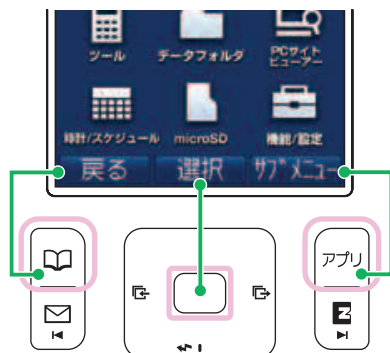 ツール データフォルダ PCサイト
ビューアー
時計/スケジュール microSD 機能/設定
戻る 選択 サブメニュー
アプリ